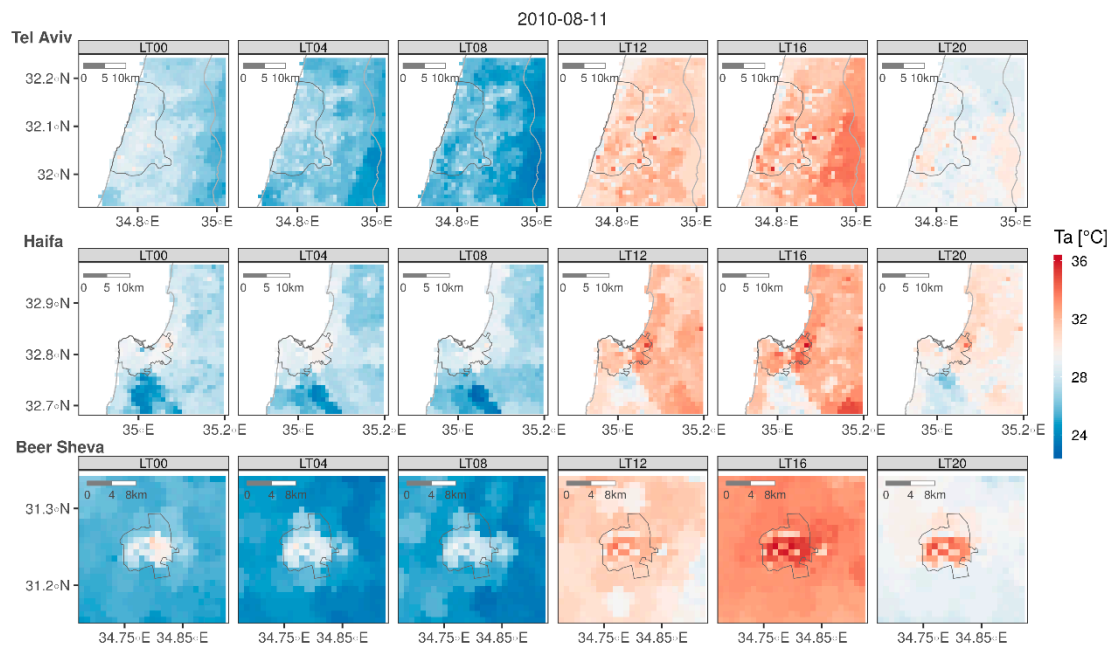 2010-08-11
Tel Aviv
LT00 LT04 LT08 LT12 LT16 LT20
0 5 10km 0 5 10km 0 5 10km 0 5 10km 0 5 10km 0 5 10km
32.2°N
32.1°N
32°N
34.8°E 35°E 34.8°E 35°E 34.8°E 35°E 34.8°E 35°E 34.8°E 35°E 34.8°E 35°E
Haifa
LT00 LT04 LT08 LT12 LT16 LT20
0 5 10km 0 5 10km 0 5 10km 0 5 10km 0 5 10km 0 5 10km
32.9°N
32.8°N
32.7°N
35°E 35.2°E 35°E 35.2°E 35°E 35.2°E 35°E 35.2°E 35°E 35.2°E 35°E 35.2°E
Ta [°C]
36
32
28
24
Beer Sheva
LT00 LT04 LT08 LT12 LT16 LT20
0 4 8km 0 4 8km 0 4 8km 0 4 8km 0 4 8km 0 4 8km
31.3°N
31.2°N
34.75°E 34.85°E 34.75°E 34.85°E 34.75°E 34.85°E 34.75°E 34.85°E 34.75°E 34.85°E 34.75°E 34.85°E